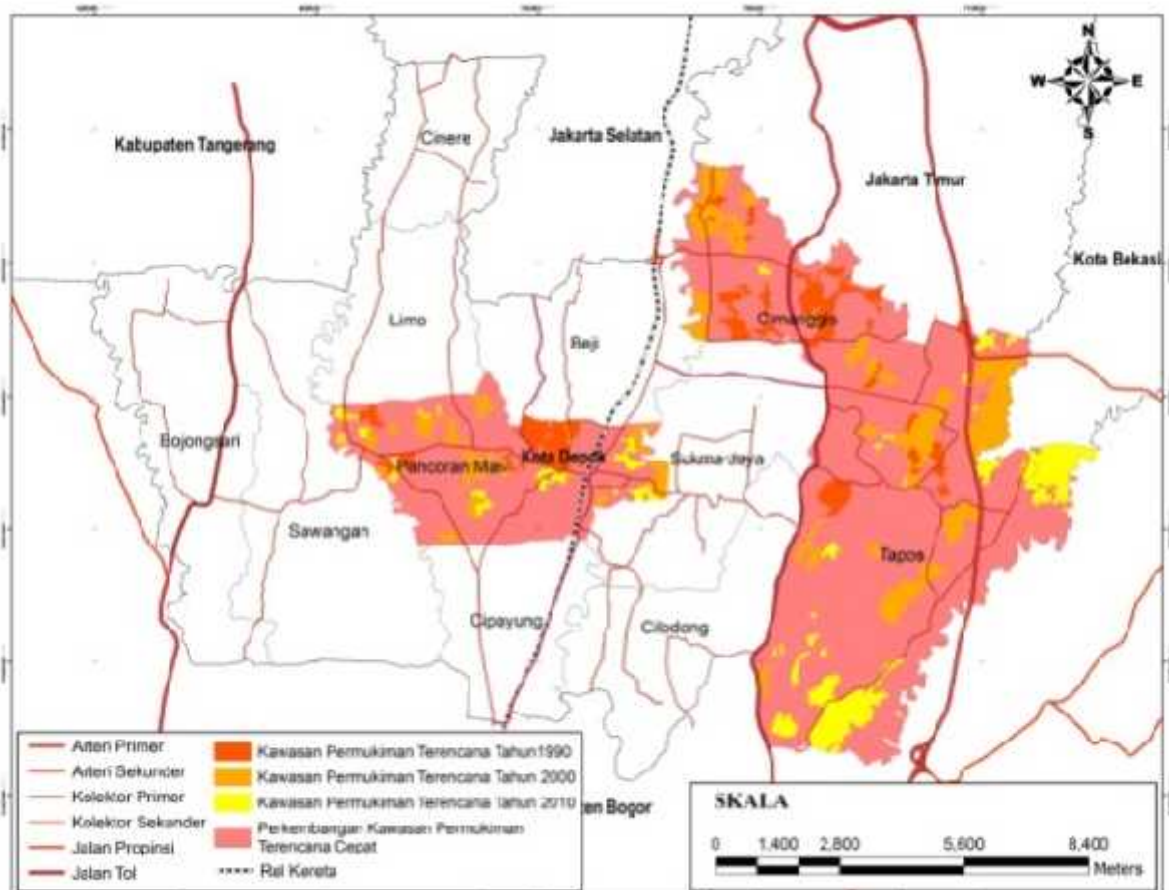 N
W E
S
Kabupaten Tangerang
Cinere
Jakarta Selatan
Jakarta Timur
Kota Bekasi
Limo
Beji
Cimanggis
Bojongsari
Pancoran Mas
Kota Depok
Sukma Jaya
Sawangan
Tapos
Cipayung
Cilodong
Arteri Primer
Arteri Sekunder
Kolektor Primer
Kolektor Sekunder
Jalan Propinsi
Jalan Tol
Kawasan Permukiman Terencana Tahun1990
Kawasan Permukiman Terencana Tahun 2000
Kawasan Permukiman Terencana Tahun 2010
Perkembangan Kawasan Permukiman
Terencana Cepat
Rel Kereta
en Bogor
SKALA
0 1,400 2,800 5,600 8,400
Meters